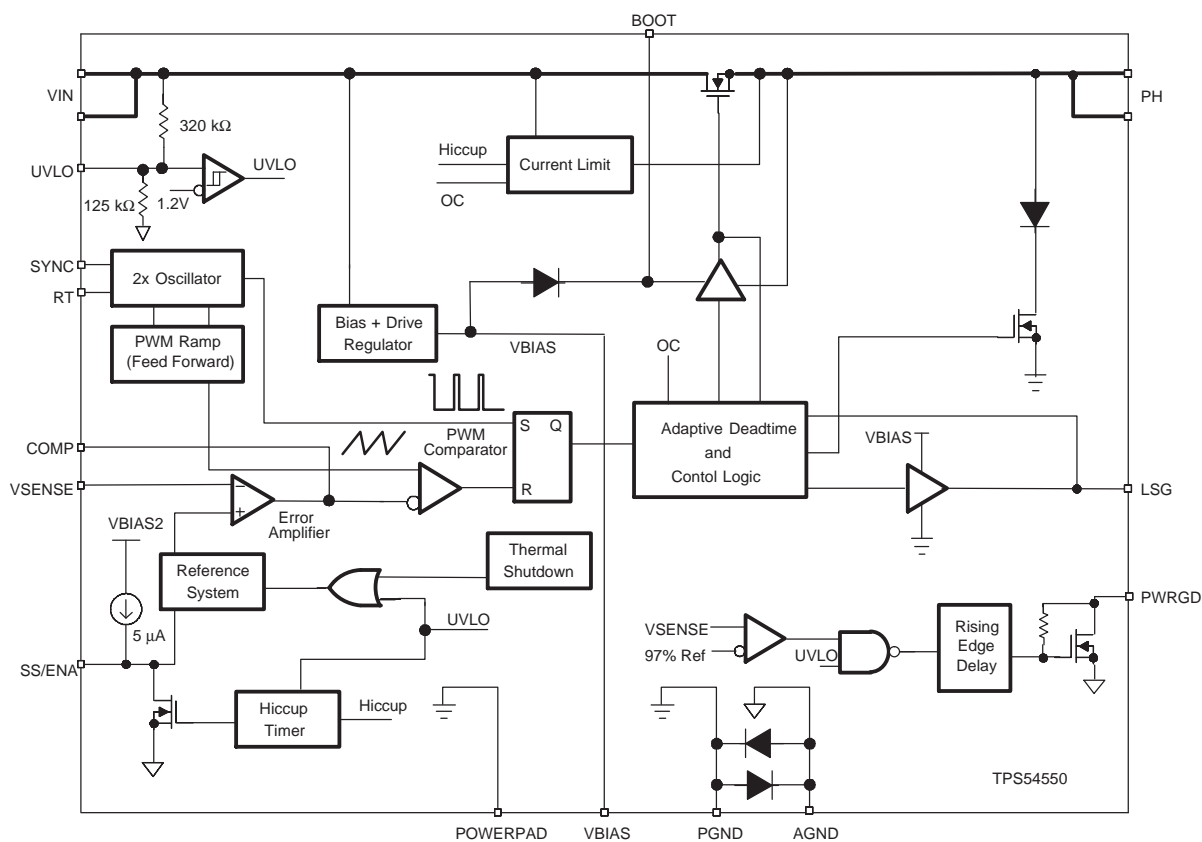 BOOT
VIN
PH
320 kΩ
Hiccup
Current Limit
OC
UVLO
UVLO
125 kΩ
1.2V
SYNC
RT
2x Oscillator
PWM Ramp
(Feed Forward)
Bias + Drive
Regulator
VBIAS
OC
PWM
Comparator
S Q
R
Adaptive Deadtime
and
Contol Logic
VBIAS
COMP
VSENSE
LSG
Error
Amplifier
VBIAS2
Thermal
Shutdown
Reference
System
5 μA
UVLO
PWRGD
VSENSE
97% Ref
UVLO
Rising
Edge
Delay
SS/ENA
Hiccup
Timer
Hiccup
TPS54550
POWERPAD
VBIAS
PGND
AGND